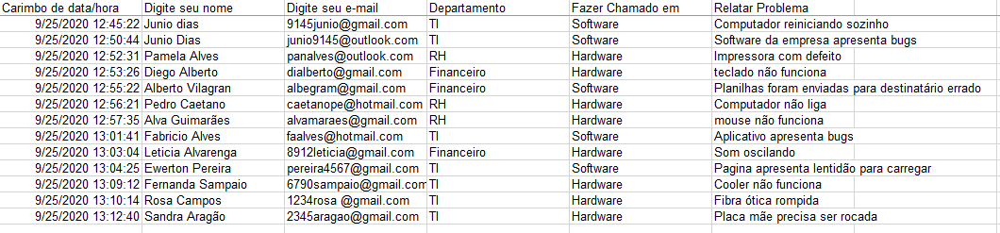 Carimbo de data/hora Digite seu nome Digite seu e-mail Departamento Fazer Chamado em Relatar Problema
9/25/2020 12:45:22 Junio dias 9145junio@gmail.com TI Software Computador reiniciando sozinho
9/25/2020 12:50:44 Junio Dias junio9145@outlook.com TI Software Software da empresa apresenta bugs
9/25/2020 12:52:31 Pamela Alves panalves@outlook.com RH Hardware Impressora com defeito
9/25/2020 12:53:26 Diego Alberto dialberto@gmail.com Financeiro Hardware teclado não funciona
9/25/2020 12:55:22 Alberto Vilagran albegram@gmail.com Financeiro Software Planilhas foram enviadas para destinatário errado
9/25/2020 12:56:21 Pedro Caetano caetanope@hotmail.com RH Hardware Computador não liga
9/25/2020 12:57:35 Alva Guimarães alvamaraes@gmail.com RH Hardware mouse não funciona
9/25/2020 13:01:41 Fabricio Alves faalves@hotmail.com TI Software Aplicativo apresenta bugs
9/25/2020 13:03:04 Leticia Alvarenga 8912leticia@gmail.com Financeiro Hardware Som oscilando
9/25/2020 13:04:25 Ewerton Pereira pereira4567@gmail.com TI Software Pagina apresenta lentidão para carregar
9/25/2020 13:09:12 Fernanda Sampaio 6790sampaio@gmail.com TI Hardware Cooler não funciona
9/25/2020 13:10:14 Rosa Campos 1234rosa @gmail.com TI Hardware Fibra ótica rompida
9/25/2020 13:12:40 Sandra Aragão 2345aragao@gmail.com TI Hardware Placa mãe precisa ser rocada